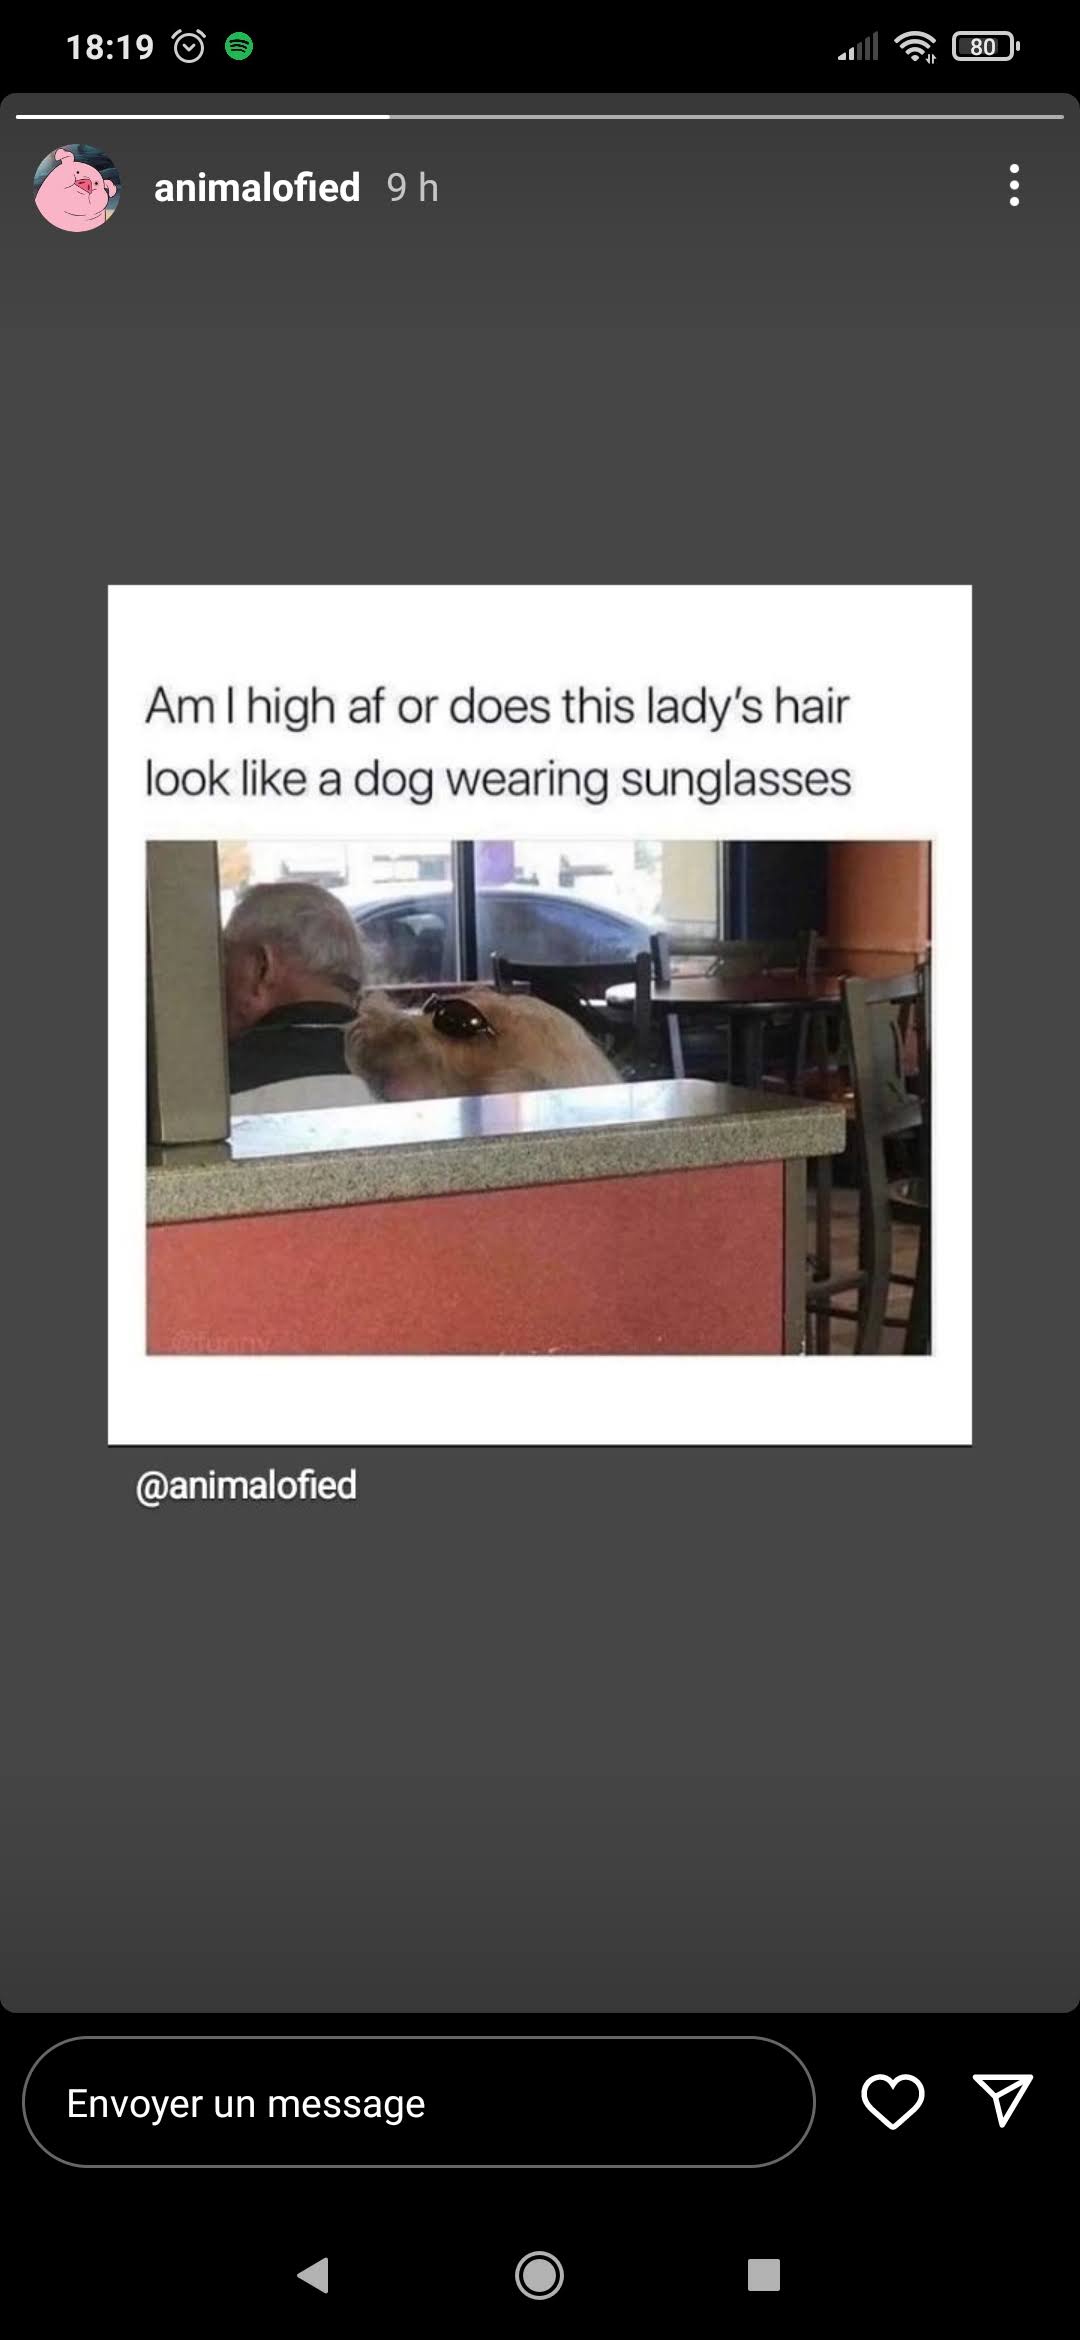 18:19
80
animalofied 9 h
Am I high af or does this lady's hair
look like a dog wearing sunglasses
@funny
@animalofied
Envoyer un message